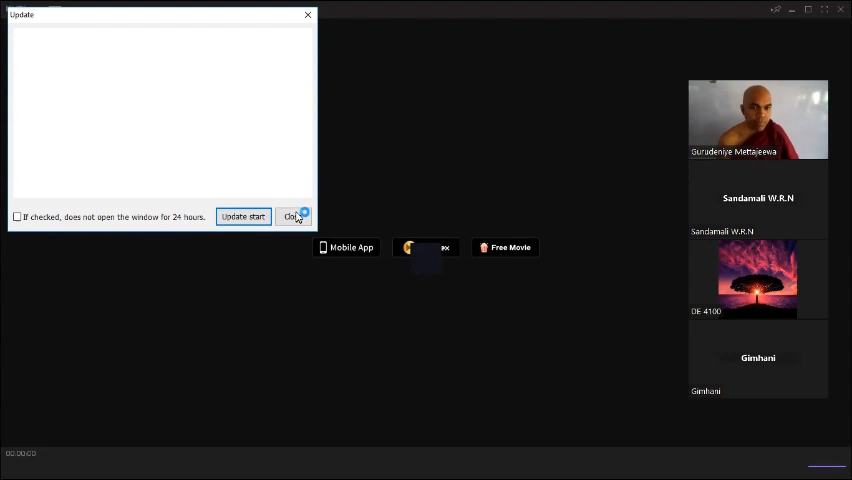 Update
If checked, does not open the window for 24 hours.
Update start
Mobile App
Free Movie
Gurudeniye Mettajeewa
Sandamali W.R.N
Sandamali W.R.N
DE 4100
Gimhani
Gimhani
00:00:00